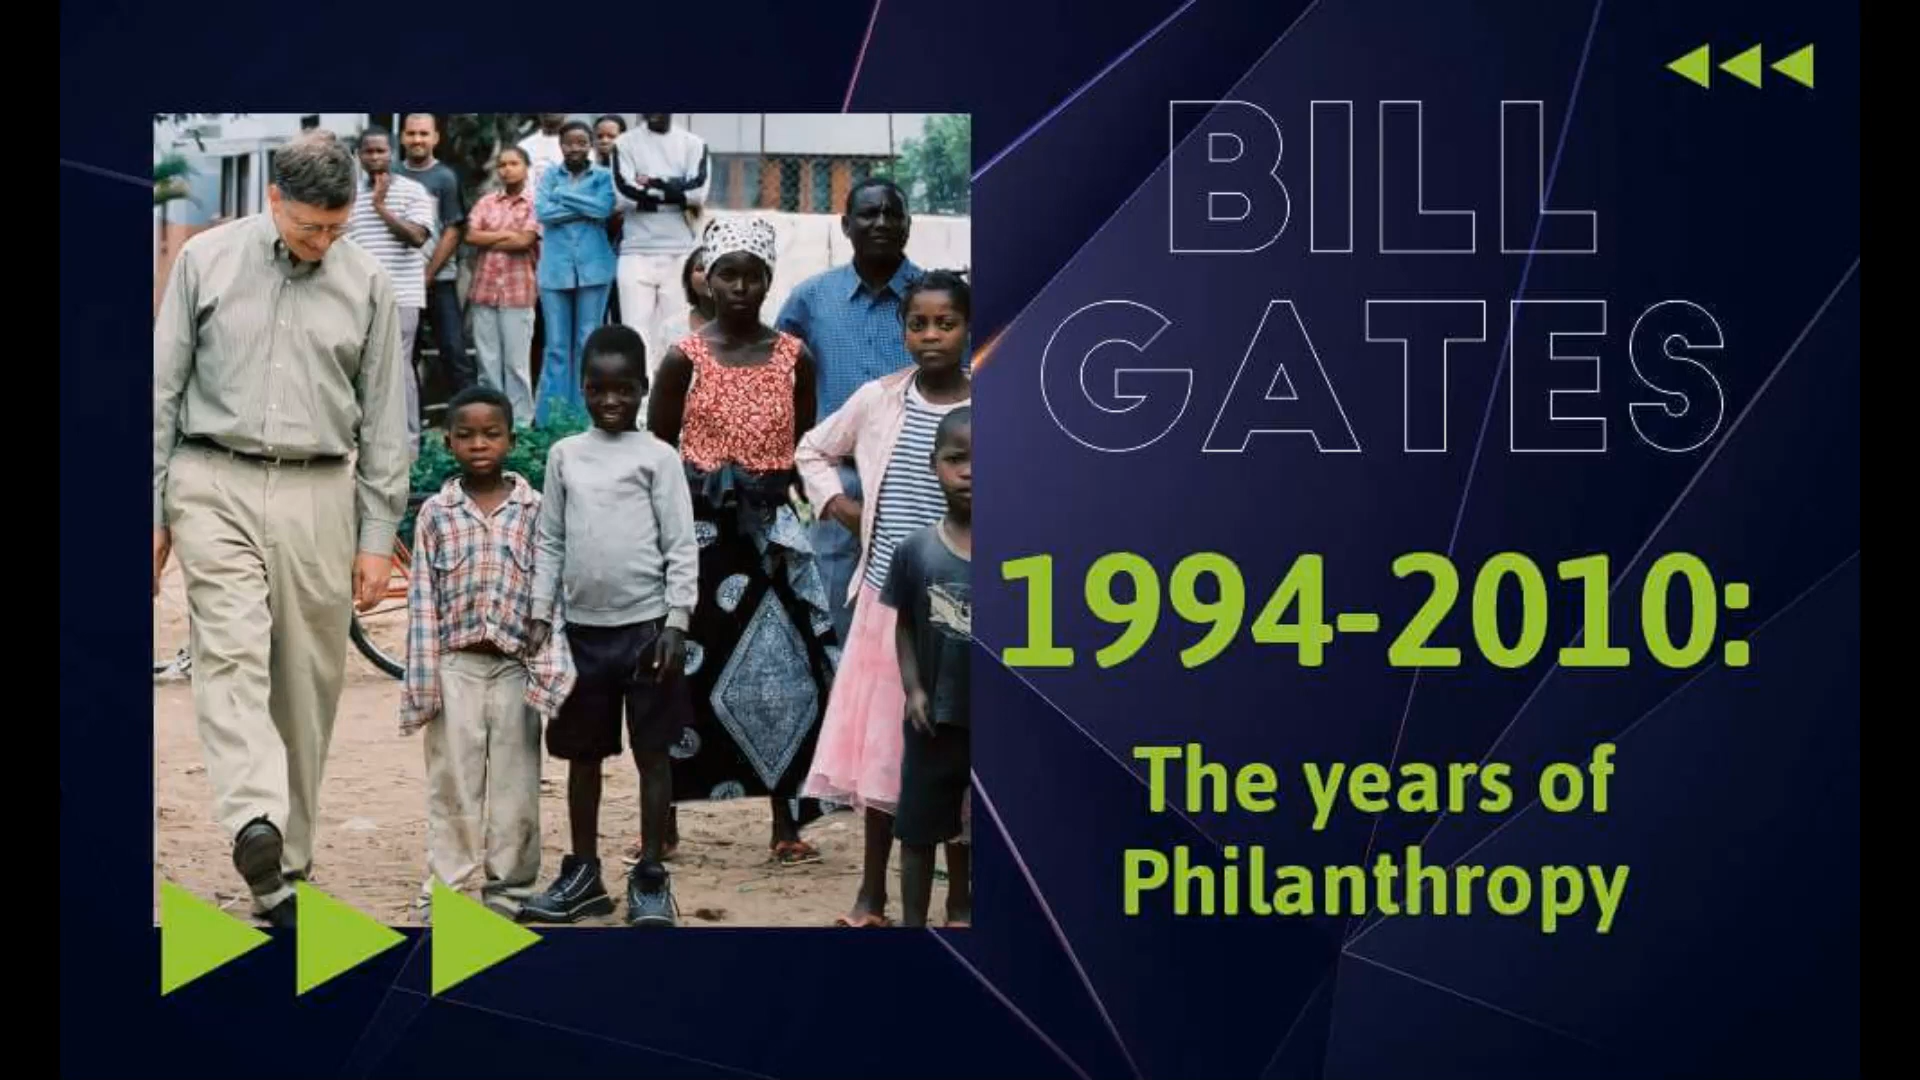 BILL
GATES
1994-2010:
The years of
Philanthropy